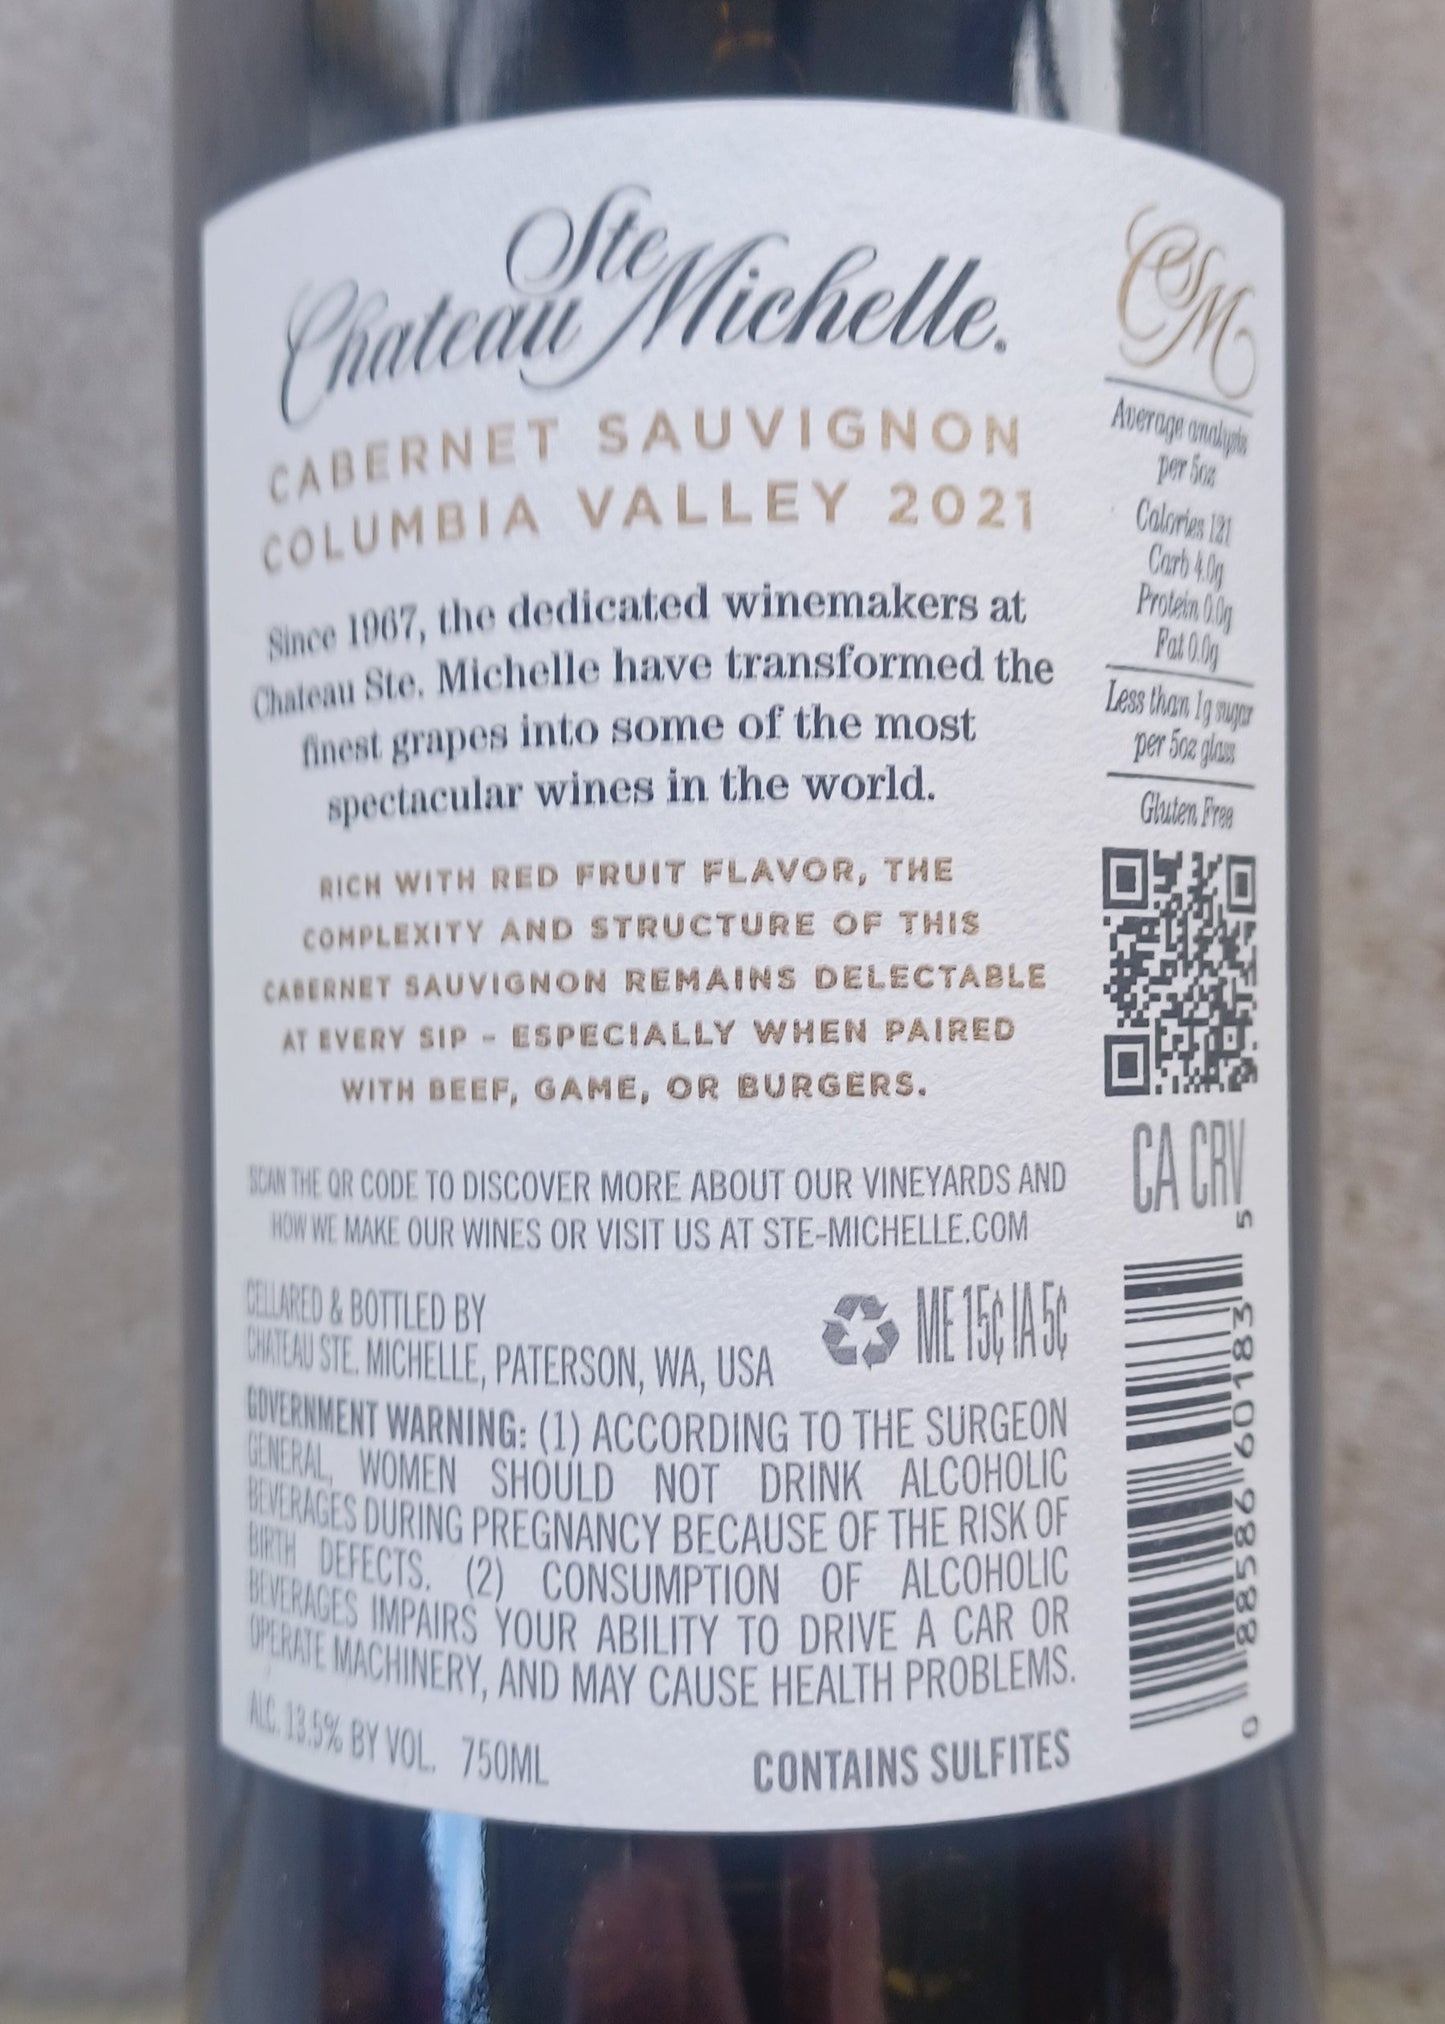 Chateau Ste Michelle.
CABERNET SAUVIGNON
COLUMBIA VALLEY 2021
Since 1967, the dedicated winemakers at
Chateau Ste. Michelle have transformed the
finest grapes into some of the most
spectacular wines in the world.
RICH WITH RED FRUIT FLAVOR, THE
COMPLEXITY AND STRUCTURE OF THIS
CABERNET SAUVIGNON REMAINS DELECTABLE
AT EVERY SIP – ESPECIALLY WHEN PAIRED
WITH BEEF, GAME, OR BURGERS.
SCAN THE QR CODE TO DISCOVER MORE ABOUT OUR VINEYARDS AND
HOW WE MAKE OUR WINES OR VISIT US AT STE-MICHELLE.COM
CELLARED & BOTTLED BY
CHATEAU STE. MICHELLE, PATERSON, WA, USA
ME 15¢ IA 5¢
GOVERNMENT WARNING: (1) ACCORDING TO THE SURGEON
GENERAL, WOMEN SHOULD NOT DRINK ALCOHOLIC
BEVERAGES DURING PREGNANCY BECAUSE OF THE RISK OF
BIRTH DEFECTS. (2) CONSUMPTION OF ALCOHOLIC
BEVERAGES IMPAIRS YOUR ABILITY TO DRIVE A CAR OR
OPERATE MACHINERY, AND MAY CAUSE HEALTH PROBLEMS.
ALC. 13.5% BY VOL. 750ML
CONTAINS SULFITES
CSM
Average analysis
per 5oz
Calories 121
Carb 4.0g
Protein 0.0g
Fat 0.0g
Less than 1g sugar
per 5oz glass
Gluten Free
CA CRV
0 88586 60183 5